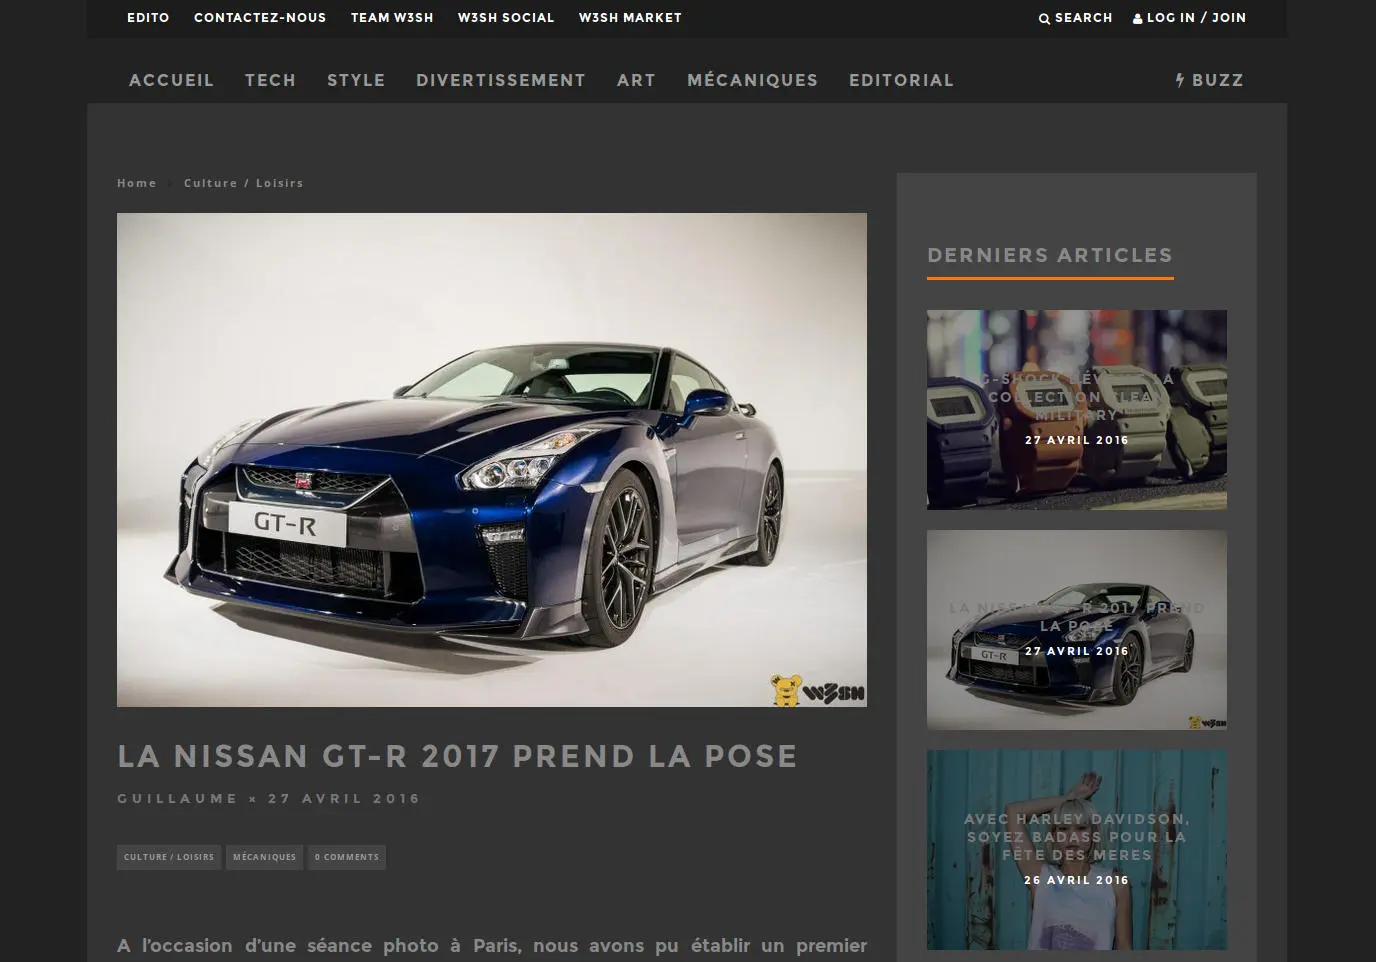 EDITO CONTACTEZ-NOUS TEAM W3SH W3SH SOCIAL W3SH MARKET SEARCH LOG IN / JOIN
ACCUEIL TECH STYLE DIVERTISSEMENT ART MÉCANIQUES EDITORIAL BUZZ
Home Culture / Loisirs
GT-R
W3SH
LA NISSAN GT-R 2017 PREND LA POSE
GUILLAUME × 27 AVRIL 2016
CULTURE / LOISIRS MÉCANIQUES 0 COMMENTS
A l’occasion d’une séance photo à Paris, nous avons pu établir un premier
DERNIERS ARTICLES
G-SHOCK LA
COLLECTION
MILITARY
27 AVRIL 2016
LA NISSAN GT-R 2017 PREND
LA POSE
27 AVRIL 2016
GT-R
W3SH
AVEC HARLEY DAVIDSON,
SOYEZ BADASS POUR LA
FÊTE DES MERES
26 AVRIL 2016